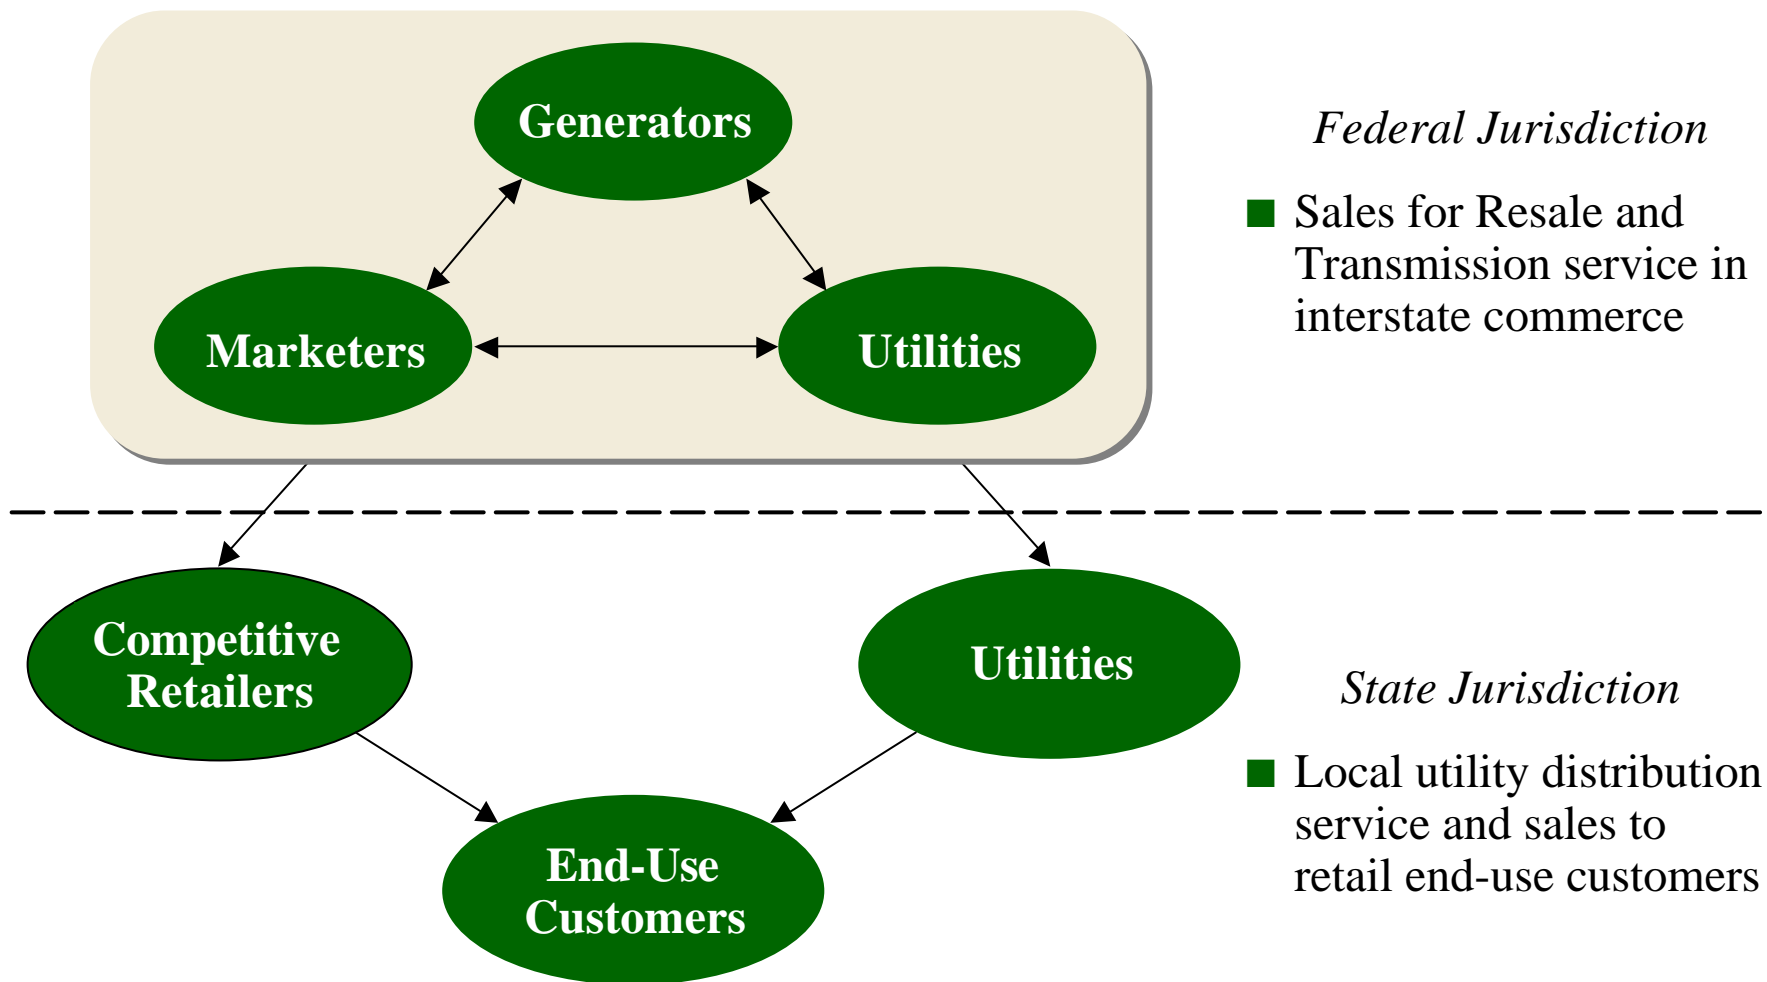 Generators
Marketers
Utilities
Federal Jurisdiction
Sales for Resale and
Transmission service in
interstate commerce
Competitive
Retailers
Utilities
End-Use
Customers
State Jurisdiction
Local utility distribution
service and sales to
retail end-use customers